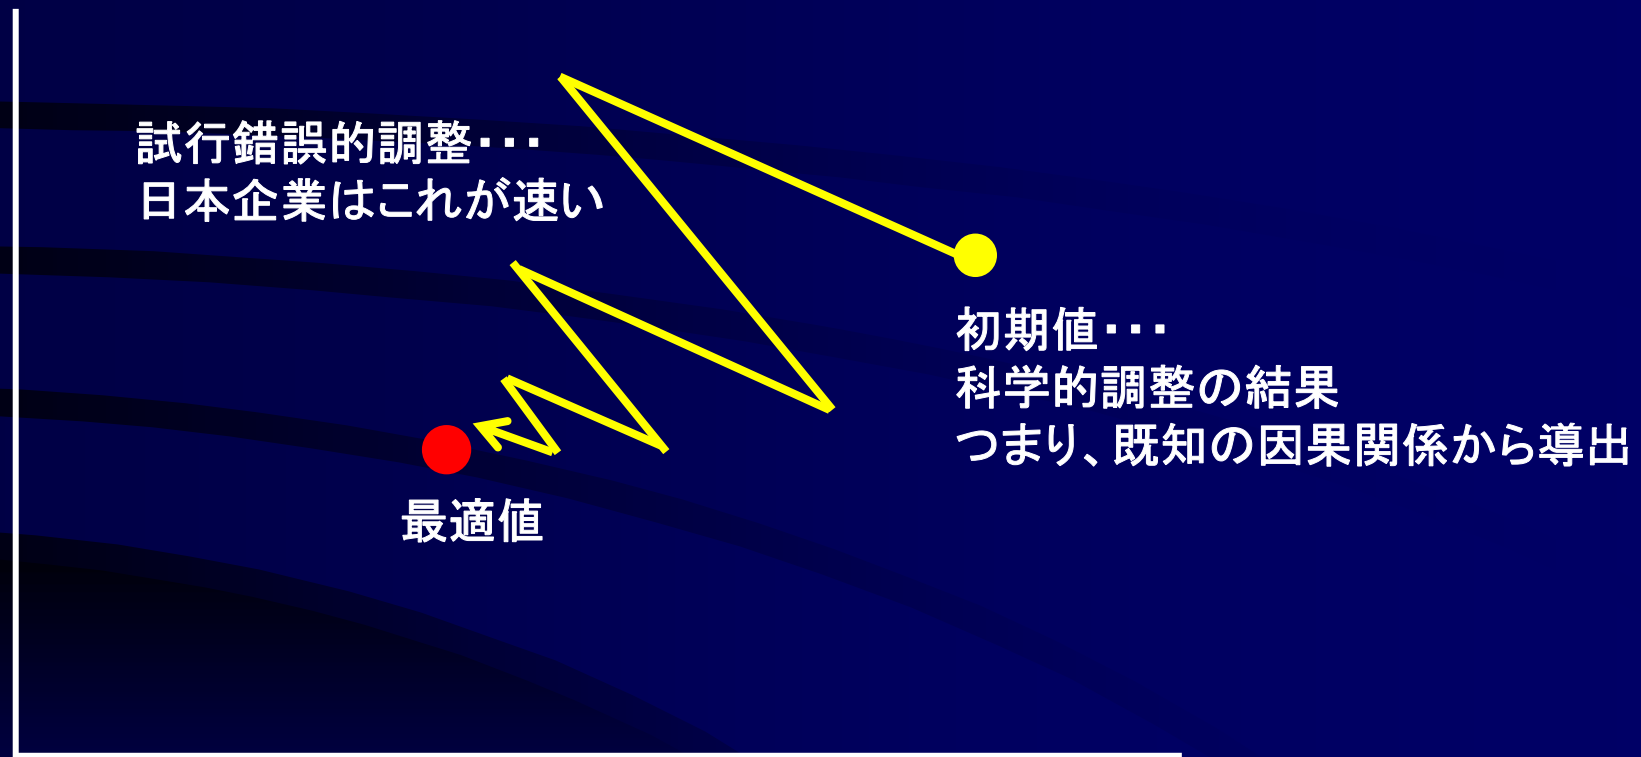 試行錯誤的調整・・・
日本企業はこれが速い
初期値・・・
科学的調整の結果
つまり、既知の因果関係から導出
最適値